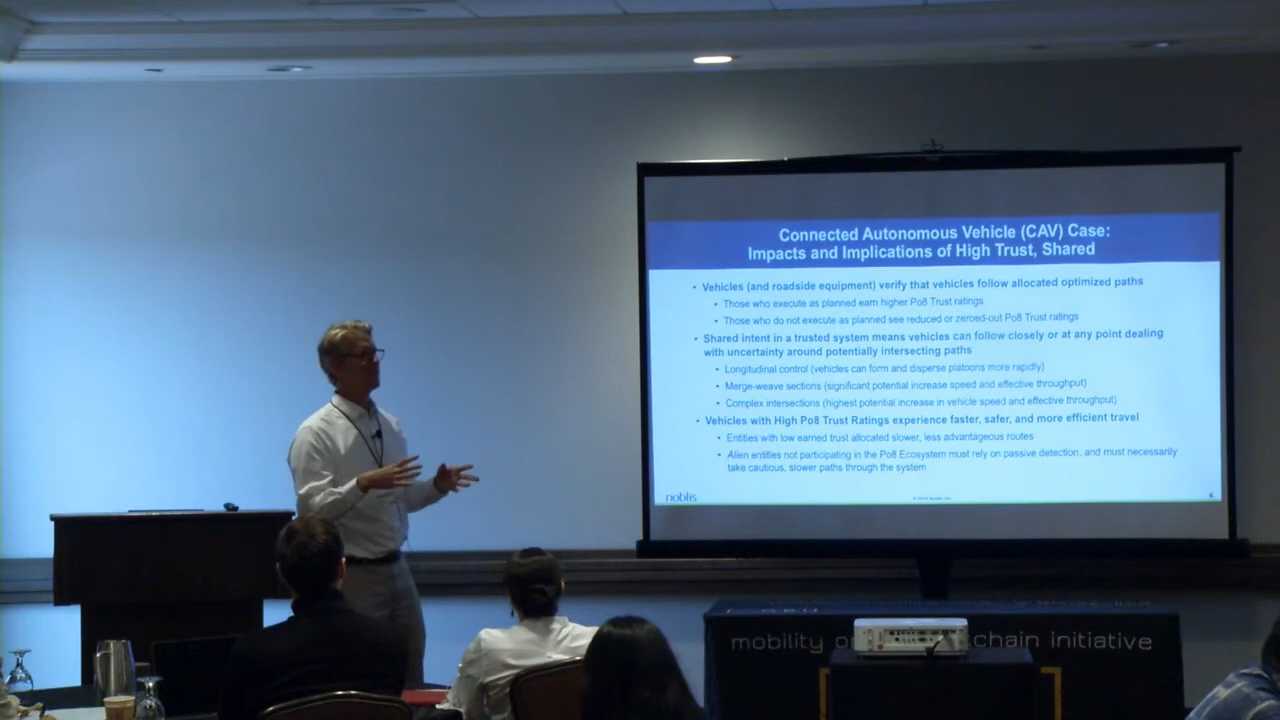 Connected Autonomous Vehicle (CAV) Case:
Impacts and Implications of High Trust, Shared
• Vehicles (and roadside equipment) verify that vehicles follow allocated optimized paths
• Those who execute as planned earn higher Po8 Trust ratings
• Those who do not execute as planned see reduced or zeroed-out Po8 Trust ratings
• Shared intent in a trusted system means vehicles can follow closely or at any point dealing
with uncertainty around potentially intersecting paths
• Longitudinal control (vehicles can form and disperse platoons more rapidly)
• Merge-weave sections (significant potential increase speed and effective throughput)
• Complex intersections (highest potential increase in vehicle speed and effective throughput)
• Vehicles with High Po8 Trust Ratings experience faster, safer, and more efficient travel
• Entities with low earned trust allocated slower, less advantageous routes
• Alien entities not participating in the Po8 Ecosystem must rely on passive detection, and must necessarily
take cautious, slower paths through the system
noblis
8
mobility o chain initiative